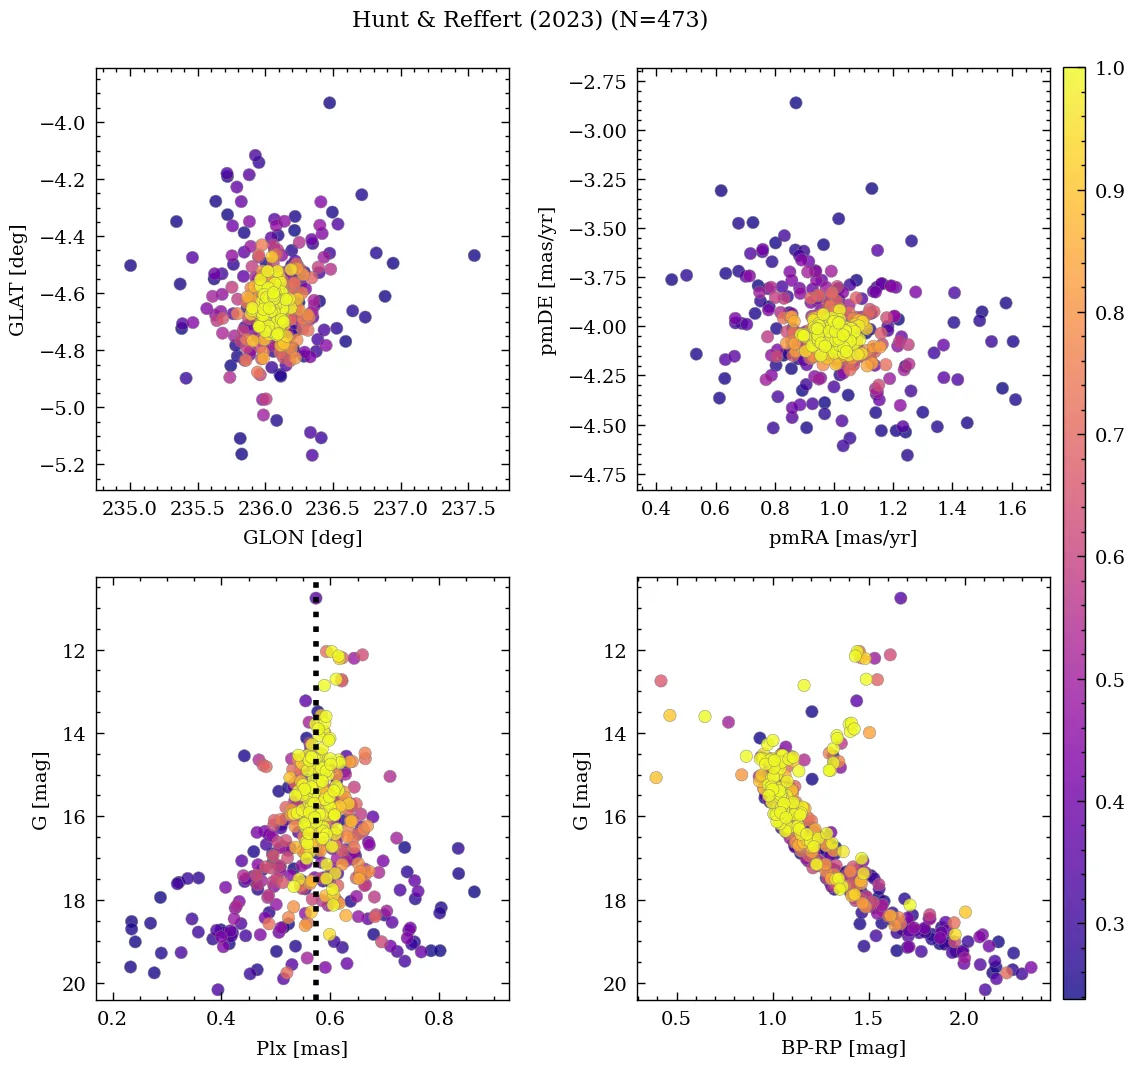 Hunt & Reffert (2023) (N=473)
−4.0
−4.2
−4.4
−4.6
−4.8
−5.0
−5.2
GLAT [deg]
235.0 235.5 236.0 236.5 237.0 237.5
GLON [deg]
−2.75
−3.00
−3.25
−3.50
−3.75
−4.00
−4.25
−4.50
−4.75
pmDE [mas/yr]
0.4 0.6 0.8 1.0 1.2 1.4 1.6
pmRA [mas/yr]
12
14
16
18
20
G [mag]
0.2 0.4 0.6 0.8
Plx [mas]
12
14
16
18
20
G [mag]
0.5 1.0 1.5 2.0
BP-RP [mag]
1.0
0.9
0.8
0.7
0.6
0.5
0.4
0.3